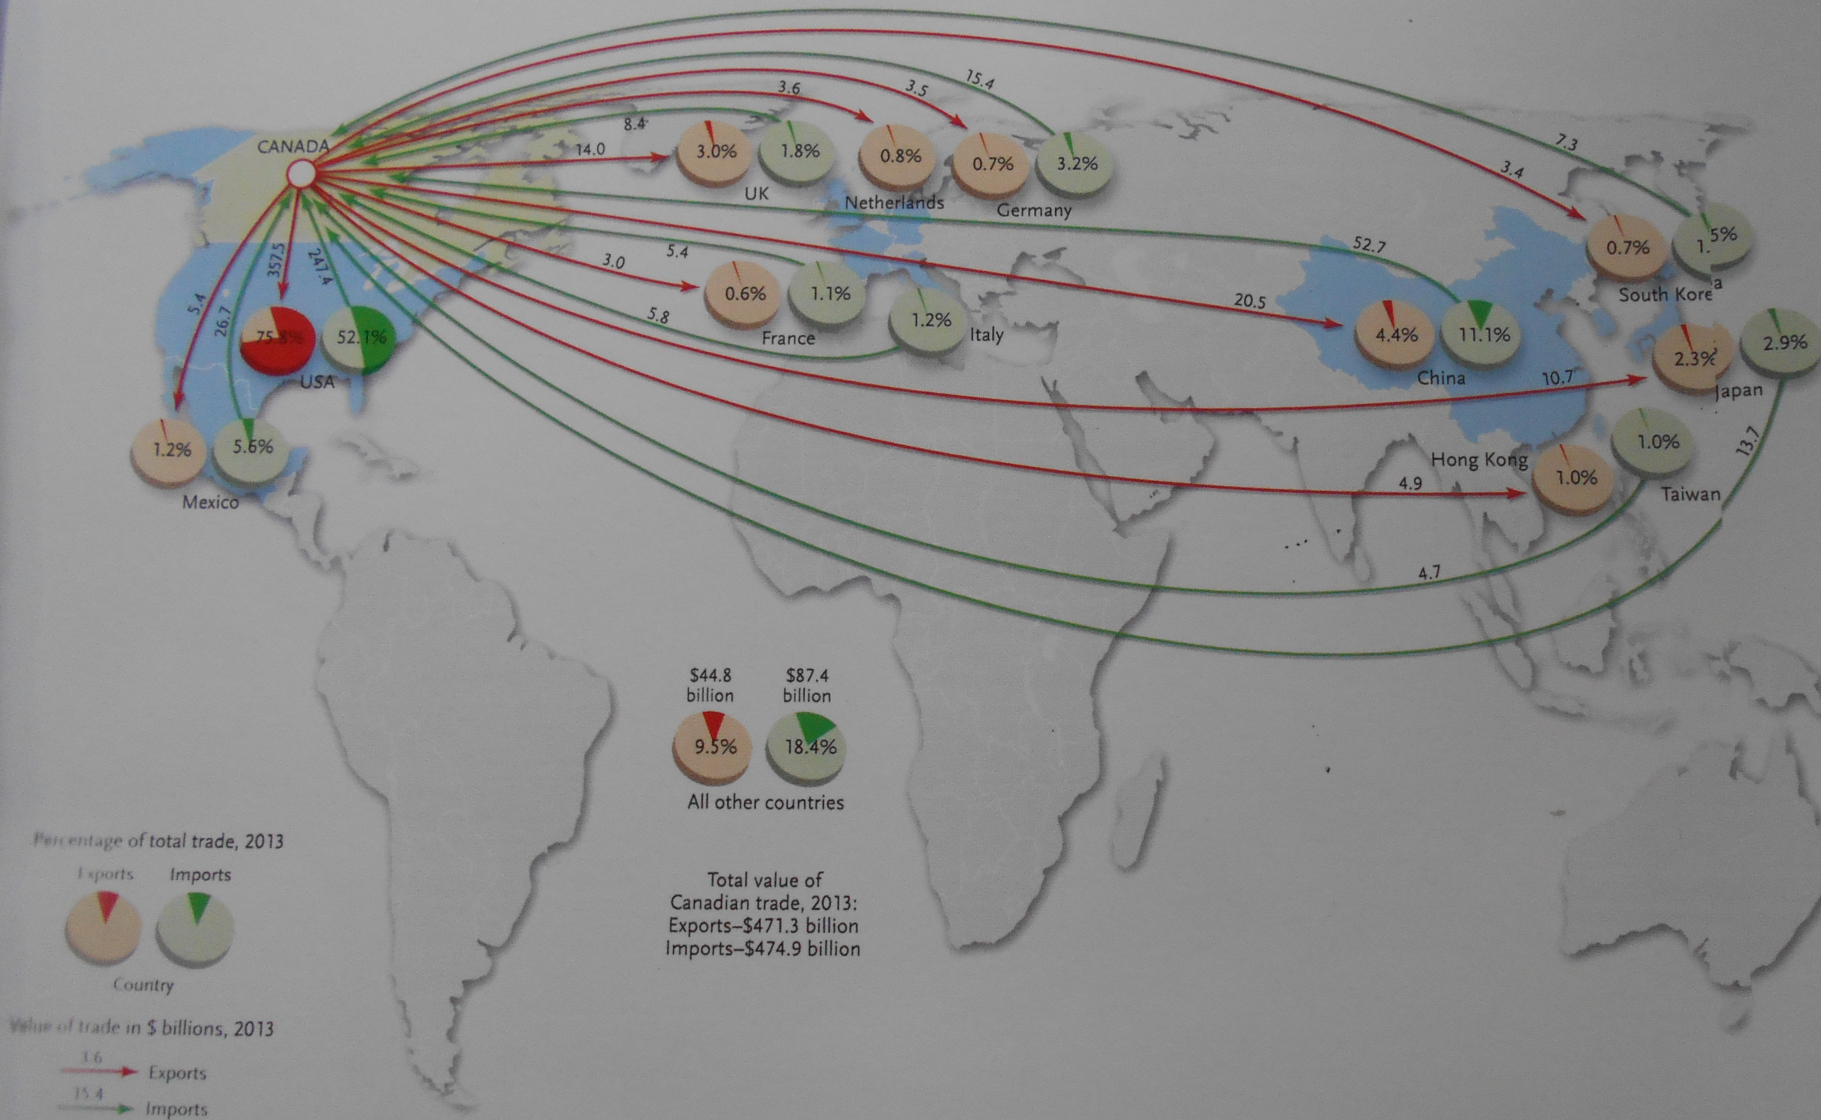 15.4
3.6
3.5
8.4
7.3
CANADA
14.0
3.4
3.0%
1.8%
0.8%
0.7%
3.2%
UK
Netherlands
Germany
52.7
5.4
3.0
357.5
247.4
0.7%
1.5%
South Korea
5.4
26.7
0.6%
1.1%
20.5
5.8
1.2%
Italy
France
75.8%
52.1%
USA
4.4%
11.1%
China
2.3%
2.9%
Japan
10.7
1.2%
5.6%
Mexico
1.0%
13.7
Hong Kong
4.9
1.0%
Taiwan
4.7
$44.8
billion
$87.4
billion
9.5%
18.4%
All other countries
Percentage of total trade, 2013
Exports
Imports
Country
Total value of
Canadian trade, 2013:
Exports–$471.3 billion
Imports–$474.9 billion
Value of trade in $ billions, 2013
3.6
Exports
15.4
Imports